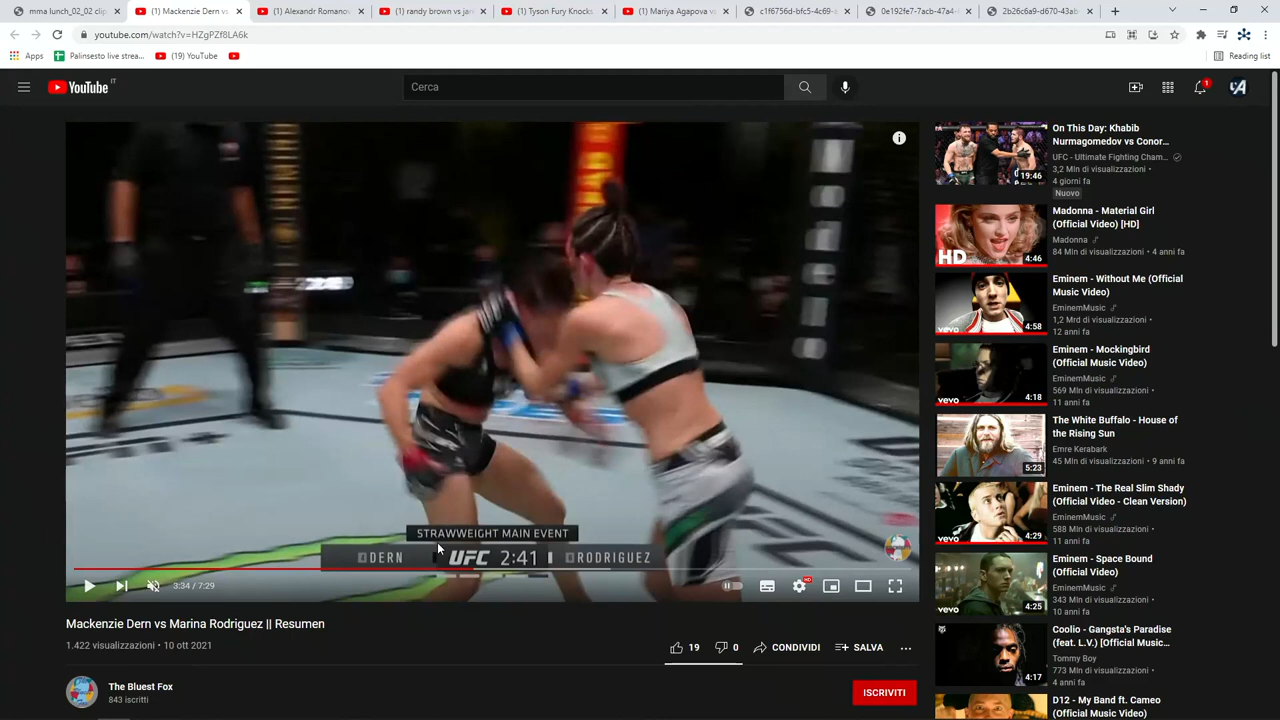 mma lunch_02_02 clip
(1) Mackenzie Dern vs
(1) Alexandr Romano
(1) randy brown vs ja
(1) Tyson Fury Knocks
(1) Mariya Agapova vs
c1f6756d-bfc5-4c69-a
0e192fe7-7acb-47a4-
2b26c6a9-d670-43ab
youtube.com/watch?v=HZgPZf8LA6k
Apps
Palinsesto live strea...
(19) YouTube
Reading list
YouTube IT
Cerca
1
STRAWWEIGHT MAIN EVENT
DERN UFC 2:41 RODRIGUEZ
3:34 / 7:29
HD
Mackenzie Dern vs Marina Rodriguez || Resumen
1.422 visualizzazioni • 10 ott 2021
19
0
CONDIVIDI
SALVA
The Bluest Fox
843 iscritti
ISCRIVITI
19:46
On This Day: Khabib
Nurmagomedov vs Conor...
UFC - Ultimate Fighting Cham...
3,2 Mln di visualizzazioni •
4 giorni fa
Nuovo
HD
4:46
Madonna - Material Girl
(Official Video) [HD]
Madonna
84 Mln di visualizzazioni • 4 anni fa
vevo
4:58
Eminem - Without Me (Official
Music Video)
EminemMusic
1,2 Mrd di visualizzazioni •
12 anni fa
vevo
4:18
Eminem - Mockingbird
(Official Music Video)
EminemMusic
569 Mln di visualizzazioni •
11 anni fa
5:23
The White Buffalo - House of
the Rising Sun
Emre Kerabark
45 Mln di visualizzazioni • 9 anni fa
vevo
4:29
Eminem - The Real Slim Shady
(Official Video - Clean Version)
EminemMusic
588 Mln di visualizzazioni •
11 anni fa
vevo
4:25
Eminem - Space Bound
(Official Video)
EminemMusic
343 Mln di visualizzazioni •
10 anni fa
4:17
Coolio - Gangsta's Paradise
(feat. L.V.) [Official Music...
Tommy Boy
773 Mln di visualizzazioni •
4 anni fa
D12 - My Band ft. Cameo
(Official Music Video)